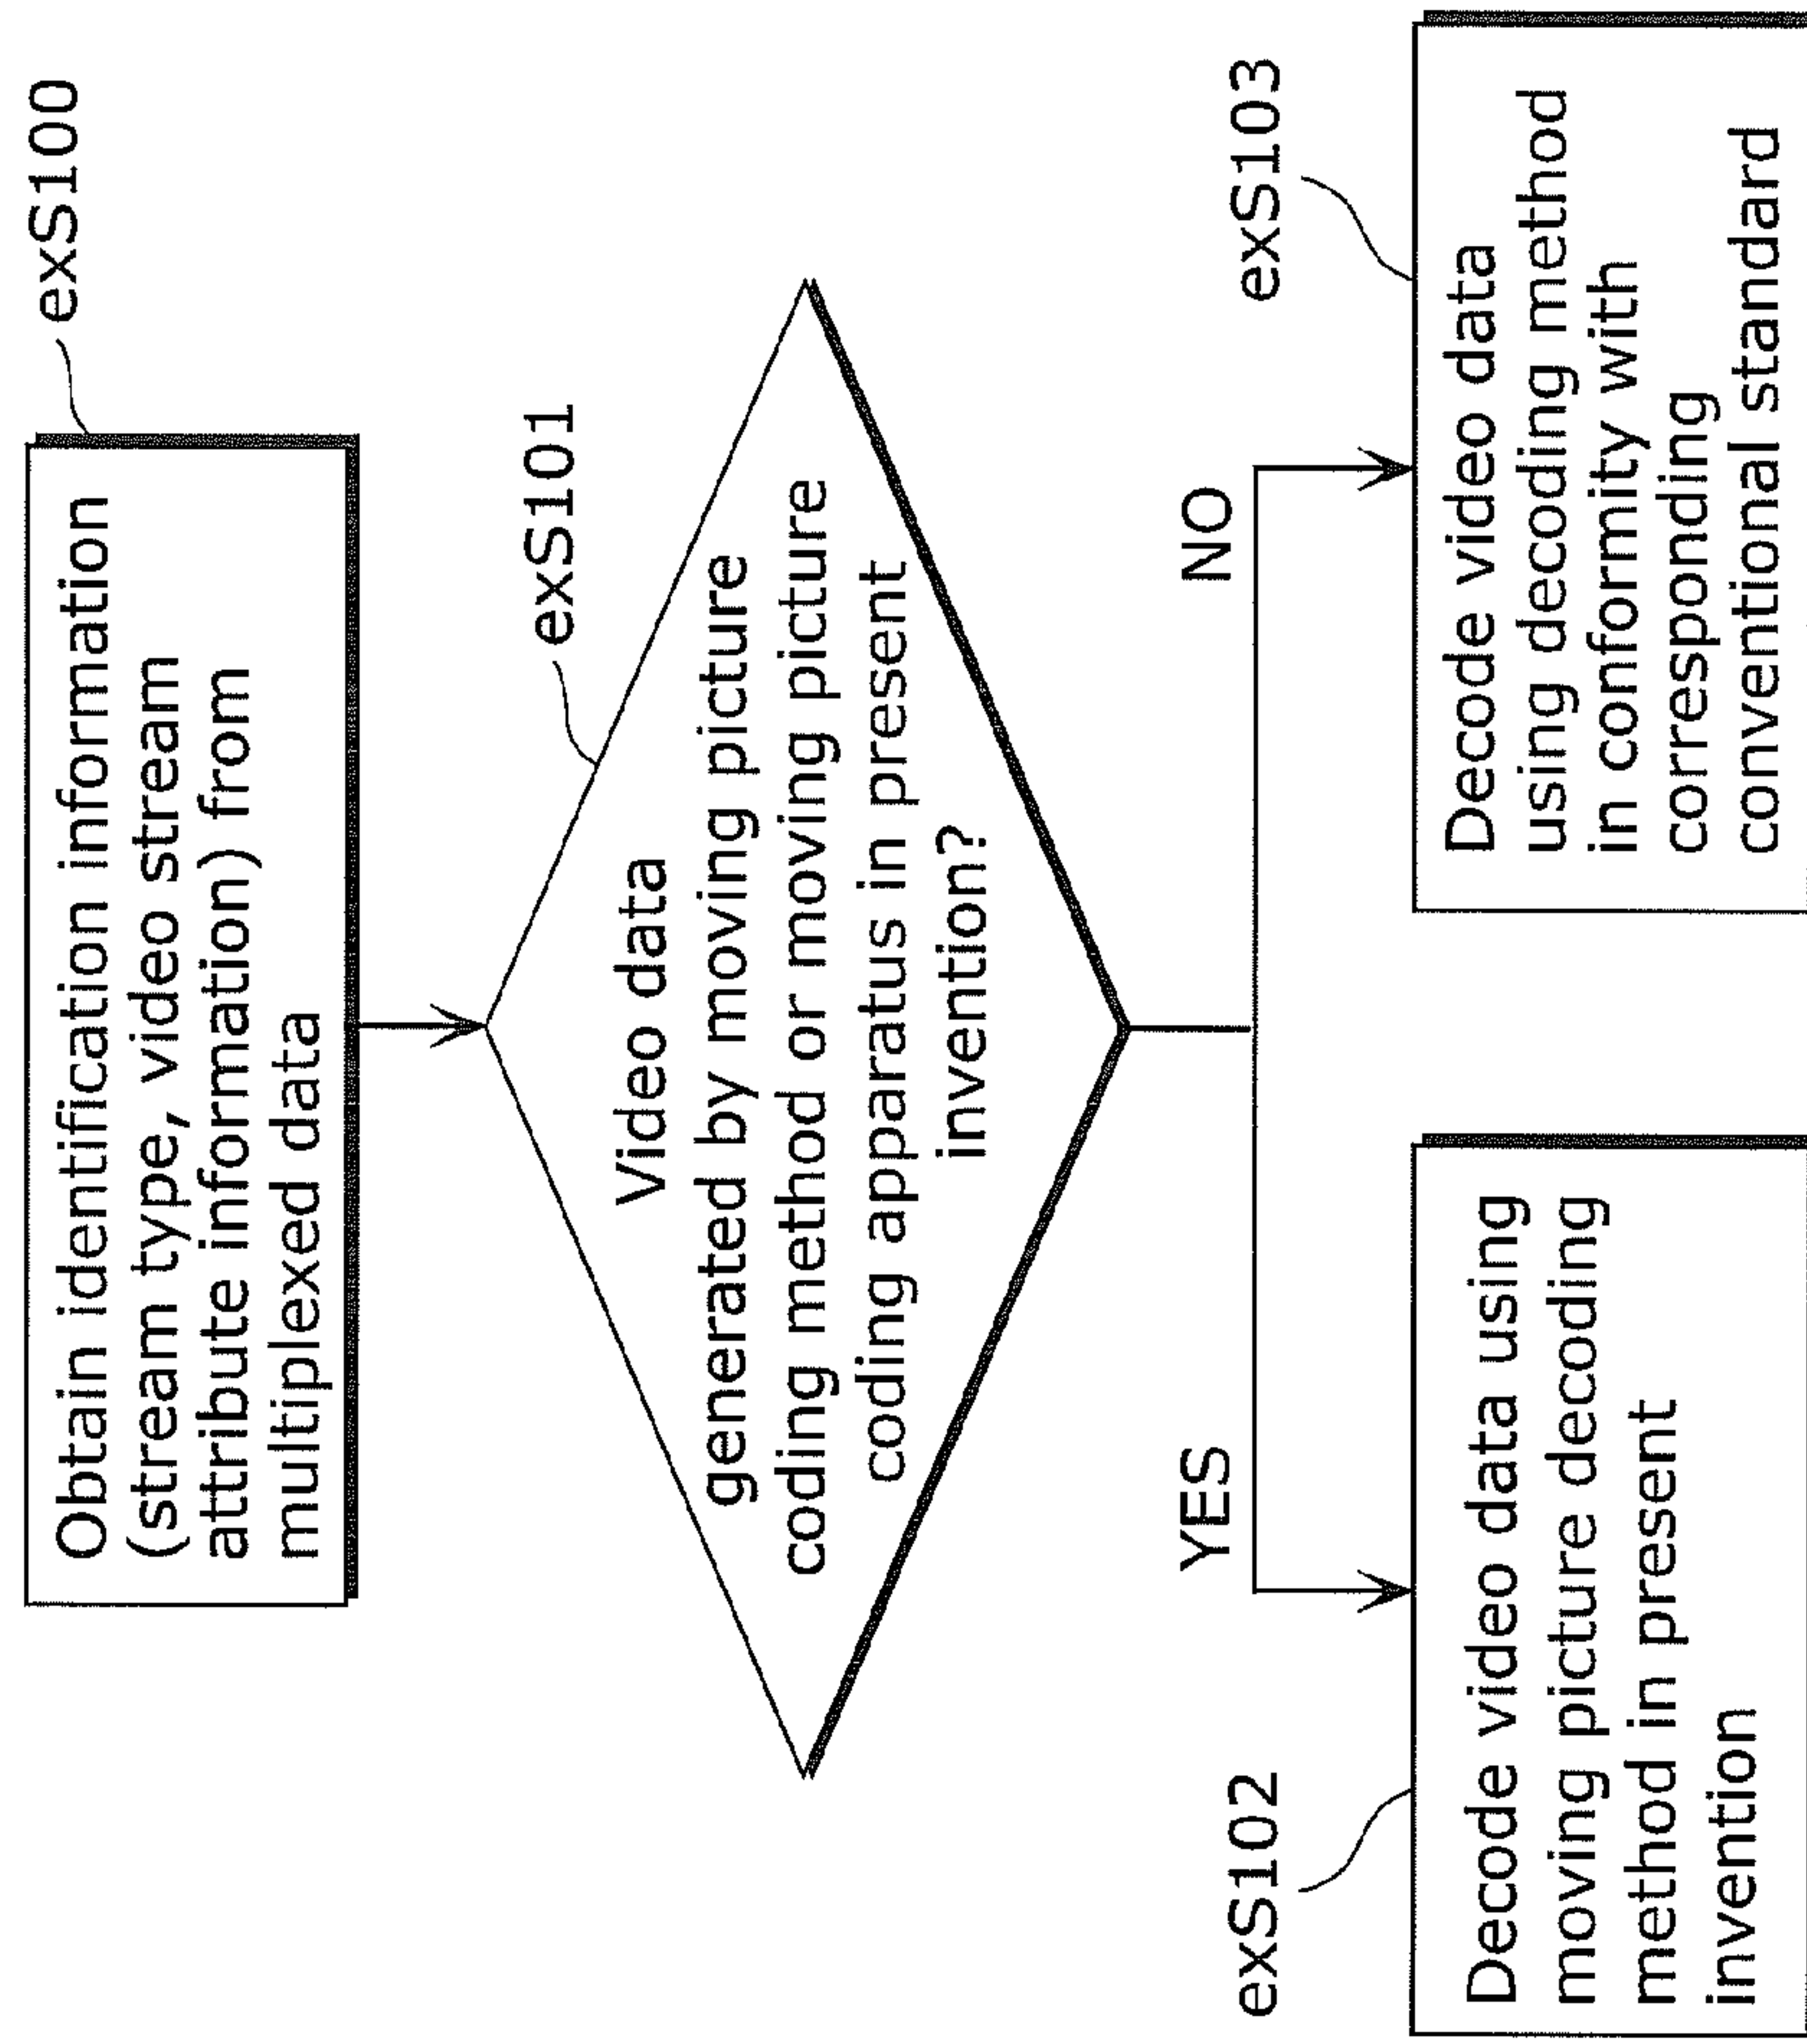 exS100
Obtain identification information
(stream type, video stream
attribute information) from
multiplexed data
exS101
Video data
generated by moving picture
coding method or moving picture
coding apparatus in present
invention?
YES
NO
exS102
Decode video data using
moving picture decoding
method in present
invention
exS103
Decode video data
using decoding method
in conformity with
corresponding
conventional standard